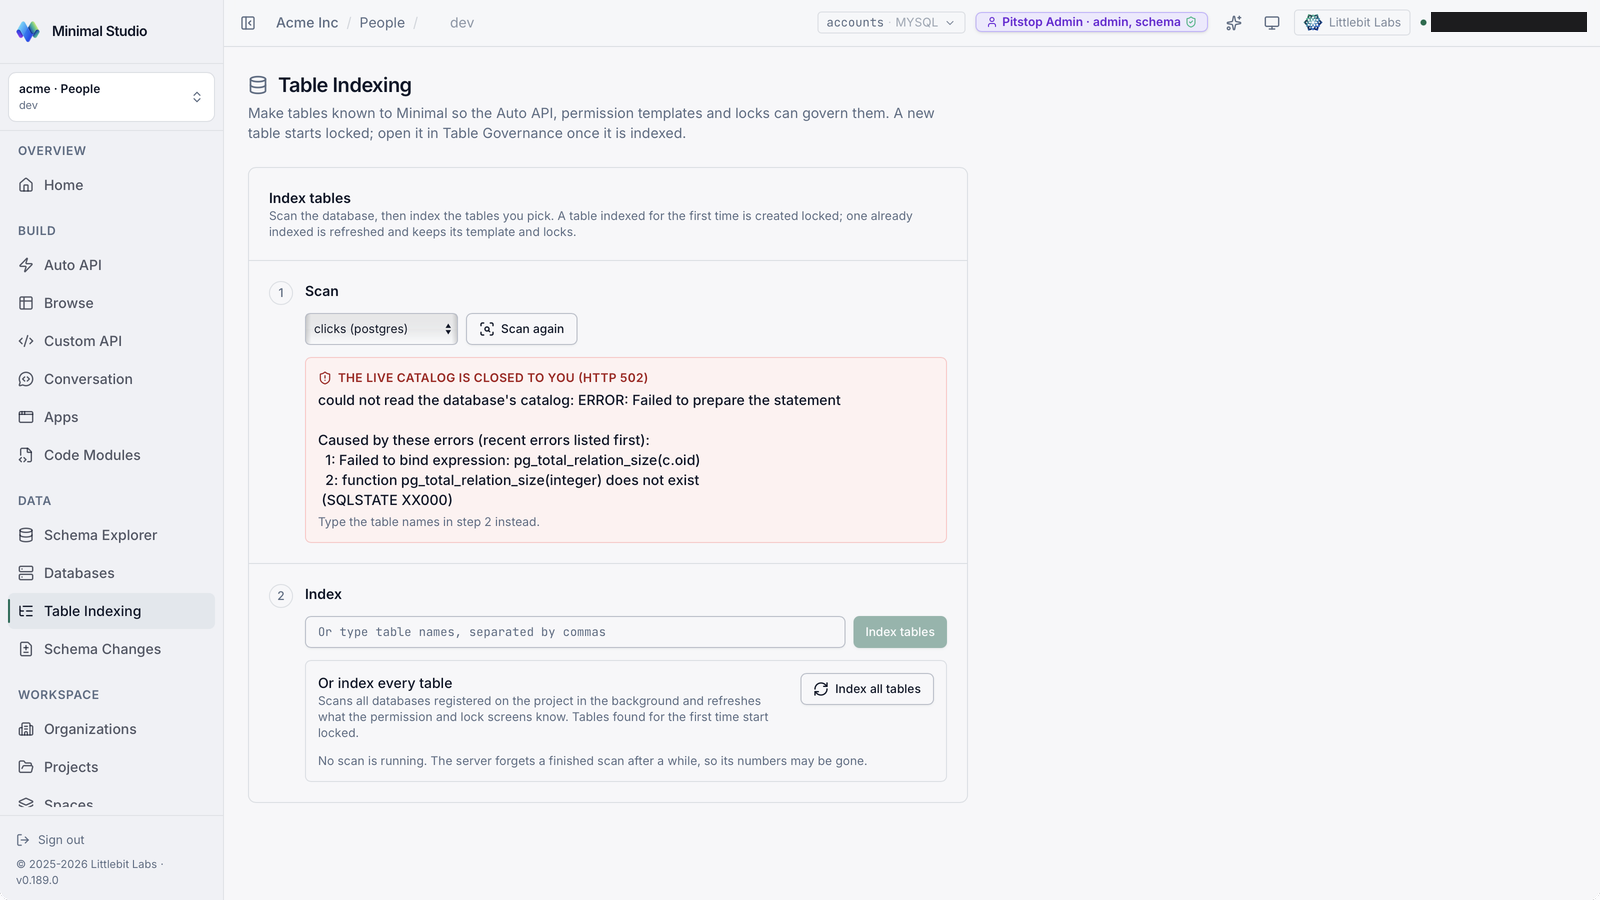 Minimal Studio
Acme Inc / People / dev
accounts · MYSQL
Pitstop Admin · admin, schema
Littlebit Labs
acme · People
dev
OVERVIEW
Home
BUILD
Auto API
Browse
Custom API
Conversation
Apps
Code Modules
DATA
Schema Explorer
Databases
Table Indexing
Schema Changes
WORKSPACE
Organizations
Projects
Spaces
Sign out
© 2025-2026 Littlebit Labs ·
v0.189.0
Table Indexing
Make tables known to Minimal so the Auto API, permission templates and locks can govern them. A new
table starts locked; open it in Table Governance once it is indexed.
Index tables
Scan the database, then index the tables you pick. A table indexed for the first time is created locked; one already
indexed is refreshed and keeps its template and locks.
1 Scan
clicks (postgres)
Scan again
THE LIVE CATALOG IS CLOSED TO YOU (HTTP 502)
could not read the database's catalog: ERROR: Failed to prepare the statement
Caused by these errors (recent errors listed first):
1: Failed to bind expression: pg_total_relation_size(c.oid)
2: function pg_total_relation_size(integer) does not exist
(SQLSTATE XX000)
Type the table names in step 2 instead.
2 Index
Or type table names, separated by commas
Index tables
Or index every table
Scans all databases registered on the project in the background and refreshes
what the permission and lock screens know. Tables found for the first time start
locked.
Index all tables
No scan is running. The server forgets a finished scan after a while, so its numbers may be gone.